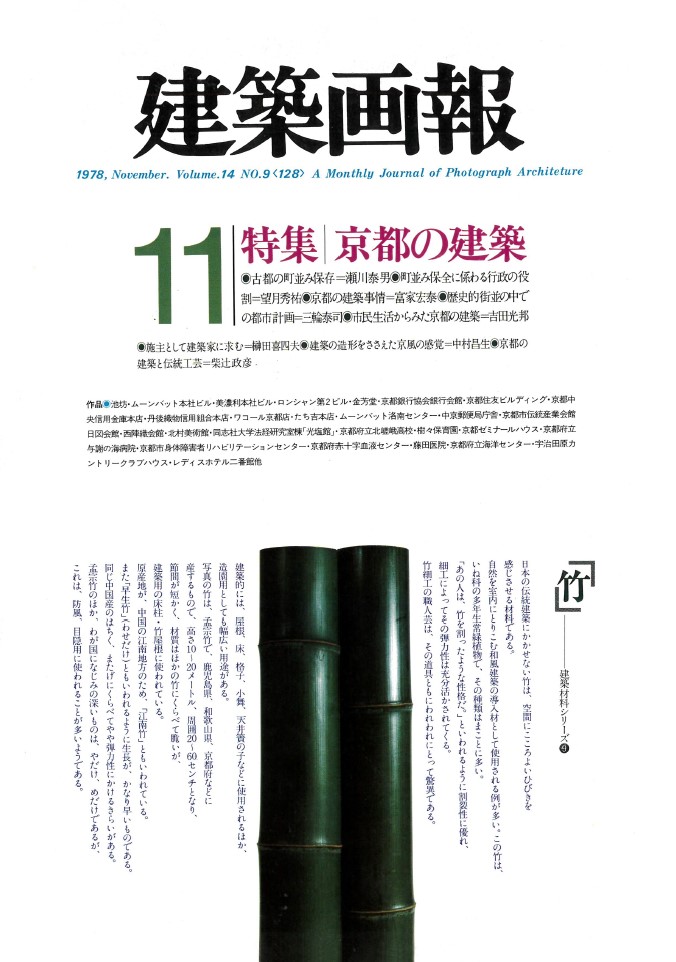 建築画報
1978, November. Volume.14 NO.9〈128〉 A Monthly Journal of Photograph Architeture
11
特集│京都の建築
◉古都の町並み保存＝瀬川泰男◉町並み保全に係わる行政の役
割＝望月秀祐◉京都の建築事情＝富家宏泰◉歴史的街並の中で
の都市計画＝三輪泰司◉市民生活からみた京都の建築＝吉田光邦
◉施主として建築家に求む＝榊田喜四夫◉建築の造形をささえた京風の感覚＝中村昌生◉京都の
建築と伝統工芸＝柴辻政彦
作品◉池坊・ムーンバット本社ビル・美濃利本社ビル・ロンシャン第2ビル・金芳堂・京都銀行協会銀行会館・京都住友ビルディング・京都中
央信用金庫本店・丹後織物信用組合本店・ワコール京都店・たち吉本店・ムーンバット洛南センター・中京郵便局庁舎・京都市伝統産業会館
日図会館・西陣織会館・北村美術館・同志社大学法経研究室棟「光塩館」・京都府立北嵯峨高校・樹々保育園・京都ゼミナールハウス・京都府立
与謝の海病院・京都市身体障害者リハビリテーションセンター・京都府赤十字血液センター・藤田医院・京都府立海洋センター・宇治田原カ
ントリークラブハウス・レディスホテル二番館他
「竹」
建築材料シリーズ❾
日本の伝統建築にかかせない竹は、空間にこころよいひびきを
感じさせる材料である。
自然を室内にとりこむ和風建築の導入材として使用される例が多い。この竹は、
いね科の多年生常緑植物で、その種類はまことに多い。
「あの人は、竹を割ったような性格だ。」といわれるように割裂性に優れ、
細工によってその弾力性は充分活かされてくる。
竹細工の職人芸は、その道具ともにわれわれにとって驚異である。
建築的には、屋根、床、格子、小舞、天井簀の子などに使用されるほか、
造園用としても幅広い用途がある。
写真の竹は、孟宗竹で、鹿児島県、和歌山県、京都府などに
産するもので、高さ10〜20メートル、周囲20〜60センチとなり、
節間が短かく、材質はほかの竹にくらべて脆いが、
建築用の床柱・竹屋根に使われている。
原産地が、中国の江南地方のため、「江南竹」ともいわれている。
また「早生竹」(わせだけ)ともいわれるように生長が、かなり早いものである。
同じ中国産のはちく、まだけにくらべてやや弾力性にかけるきらいがある。
孟宗竹のほか、わが国になじみの深いものは、やだけ、めだけであるが、
これは、防風、目隠用に使われることが多いようである。